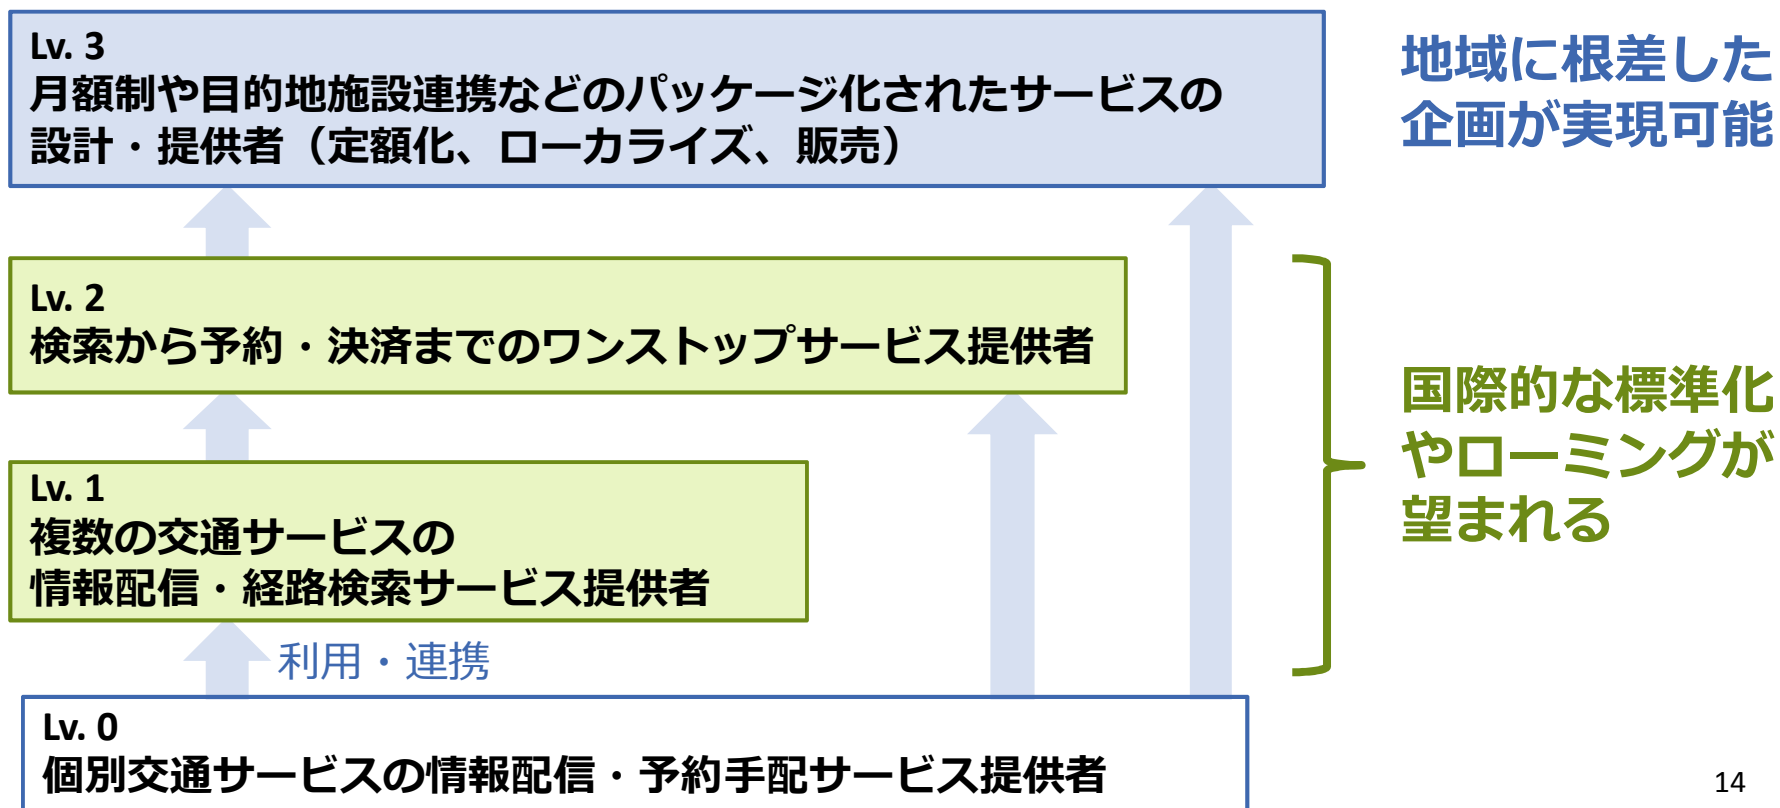 Lv. 3
月額制や目的地施設連携などのパッケージ化されたサービスの
設計・提供者（定額化、ローカライズ、販売）
地域に根差した
企画が実現可能
Lv. 2
検索から予約・決済までのワンストップサービス提供者
国際的な標準化
やローミングが
望まれる
Lv. 1
複数の交通サービスの
情報配信・経路検索サービス提供者
利用・連携
Lv. 0
個別交通サービスの情報配信・予約手配サービス提供者
14